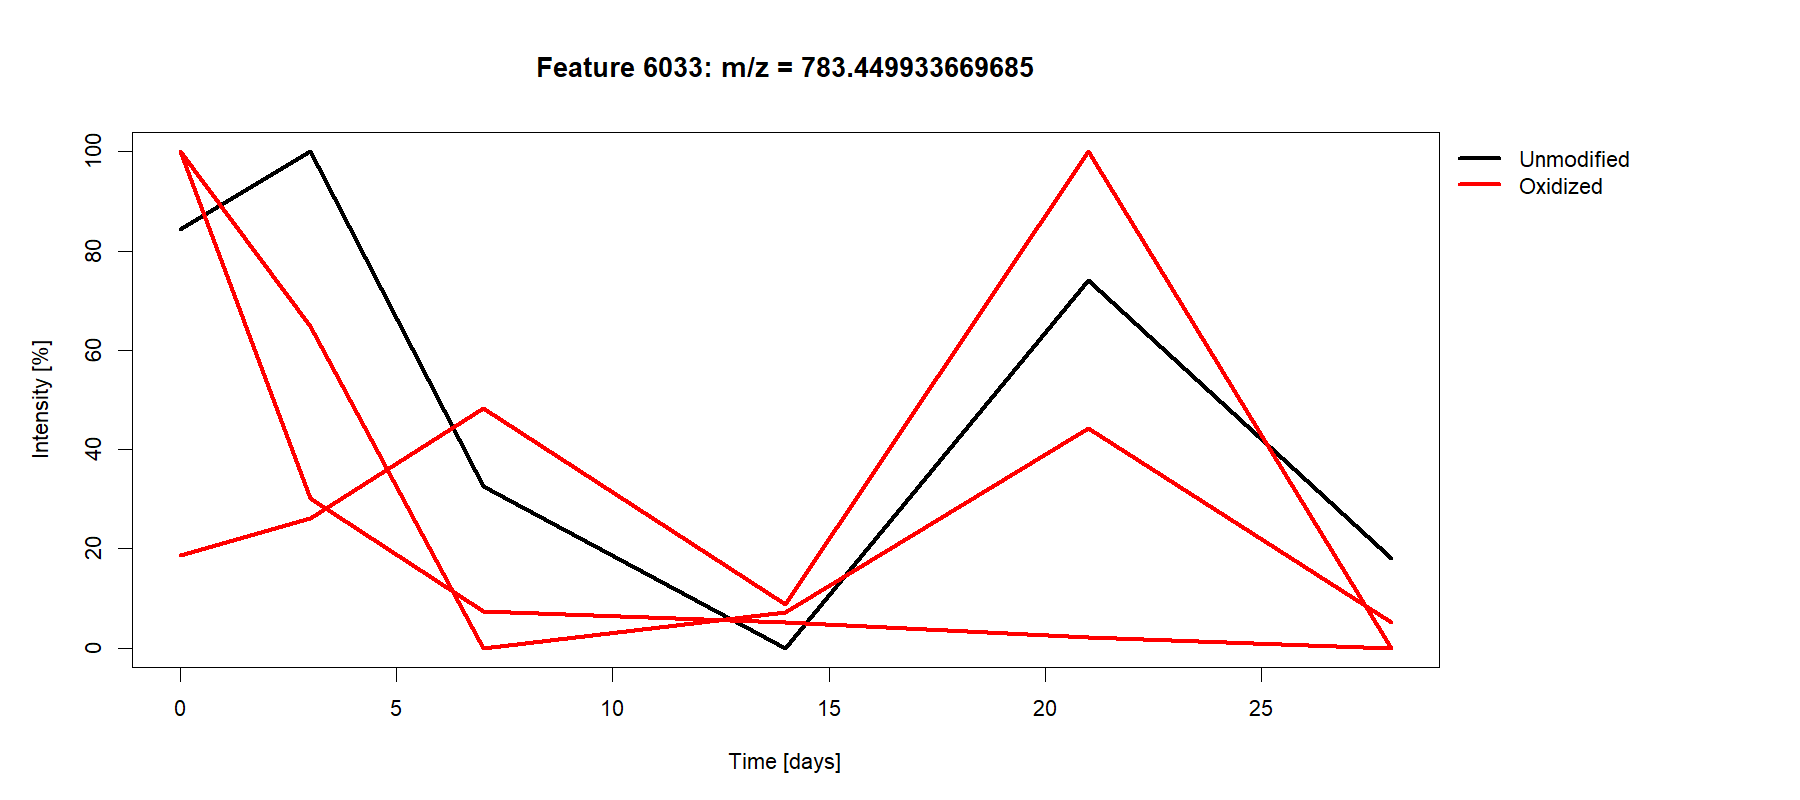 Feature 6033: m/z = 783.449933669685
Unmodified
Oxidized
100
80
60
40
20
0
Intensity [%]
0 5 10 15 20 25
Time [days]